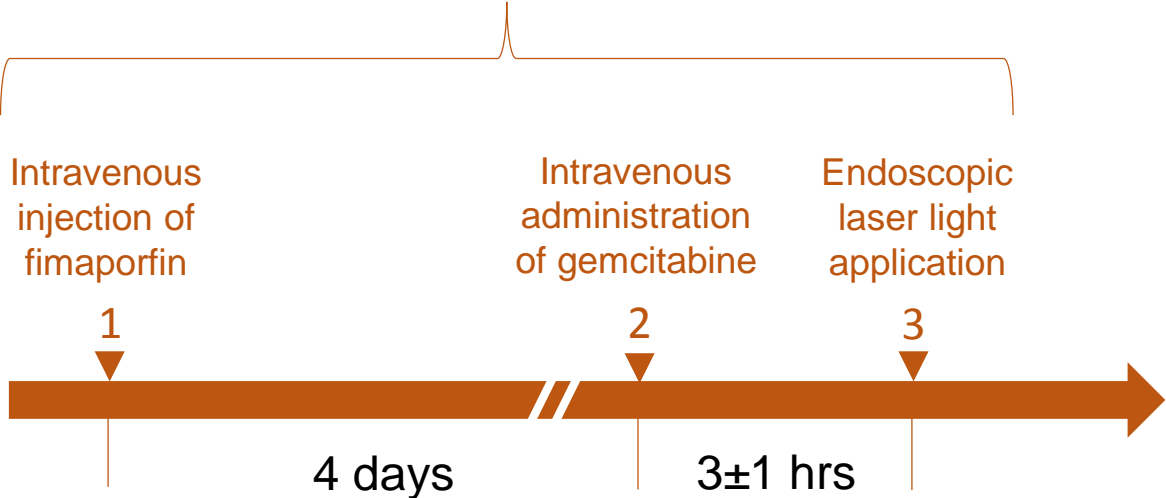 Intravenous
injection of
fimaporfin
1
Intravenous
administration
of gemcitabine
2
Endoscopic
laser light
application
3
4 days
3±1 hrs